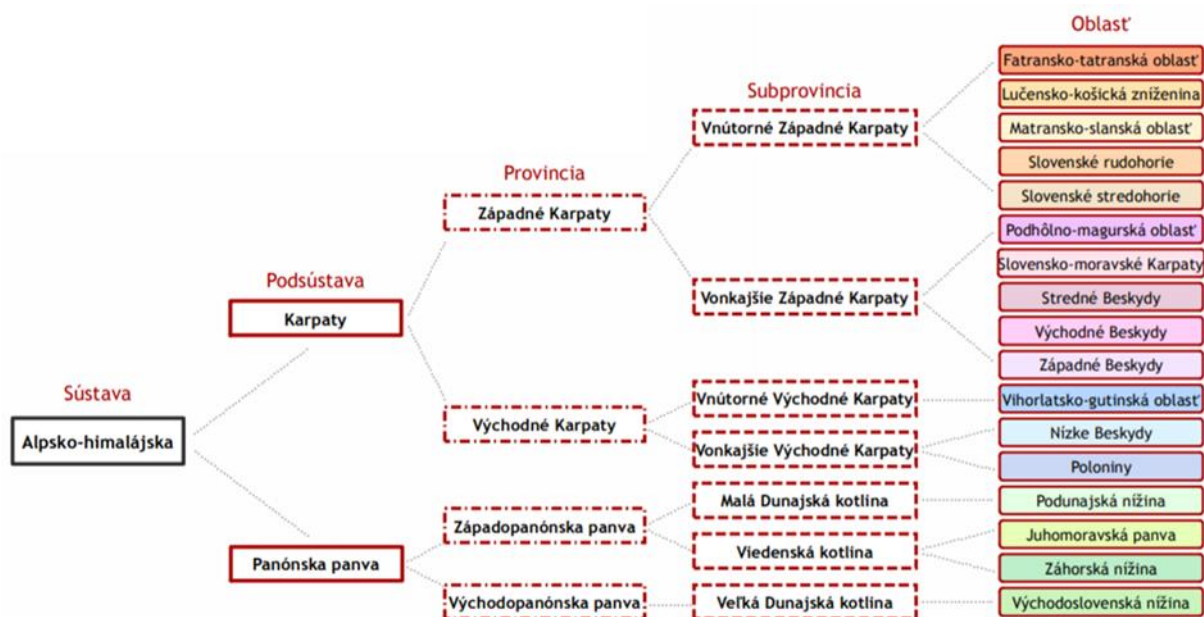 Oblasť
Fatransko-tatranská oblasť
Subprovincia
Lučensko-košická zníženina
Vnútorné Západné Karpaty
Matransko-slanská oblasť
Slovenské rudohorie
Provincia
Slovenské stredohorie
Západné Karpaty
Podhôlno-magurská oblasť
Slovensko-moravské Karpaty
Podsústava
Vonkajšie Západné Karpaty
Stredné Beskydy
Karpaty
Východné Beskydy
Západné Beskydy
Sústava
Vnútorné Východné Karpaty
Vihorlatsko-gutinská oblasť
Alpsko-himalájska
Východné Karpaty
Nízke Beskydy
Vonkajšie Východné Karpaty
Poloniny
Malá Dunajská kotlina
Podunajská nížina
Západopanónska panva
Juhomoravská panva
Viedenská kotlina
Panónska panva
Záhorská nížina
Východopanónska panva
Veľká Dunajská kotlina
Východoslovenská nížina